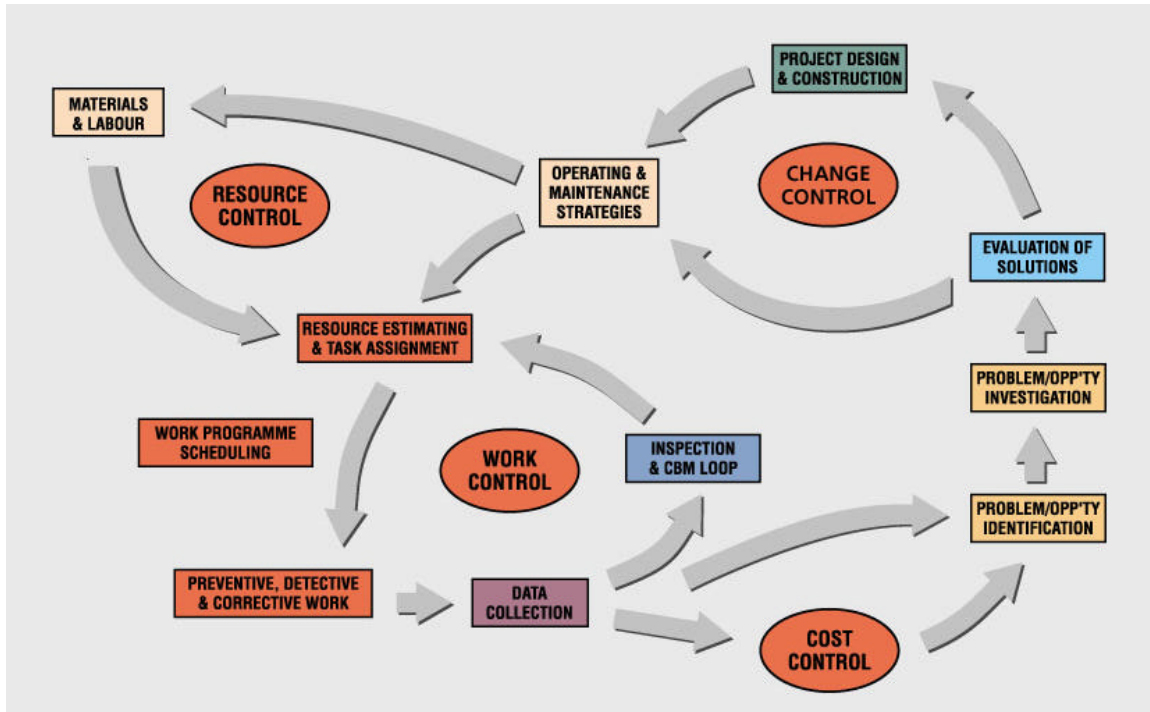 PROJECT DESIGN
& CONSTRUCTION
MATERIALS
& LABOUR
RESOURCE
CONTROL
OPERATING &
MAINTENANCE
STRATEGIES
CHANGE
CONTROL
EVALUATION OF
SOLUTIONS
RESOURCE ESTIMATING
& TASK ASSIGNMENT
PROBLEM/OPP'TY
INVESTIGATION
WORK PROGRAMME
SCHEDULING
WORK
CONTROL
INSPECTION
& CBM LOOP
PROBLEM/OPP'TY
IDENTIFICATION
PREVENTIVE, DETECTIVE
& CORRECTIVE WORK
DATA
COLLECTION
COST
CONTROL